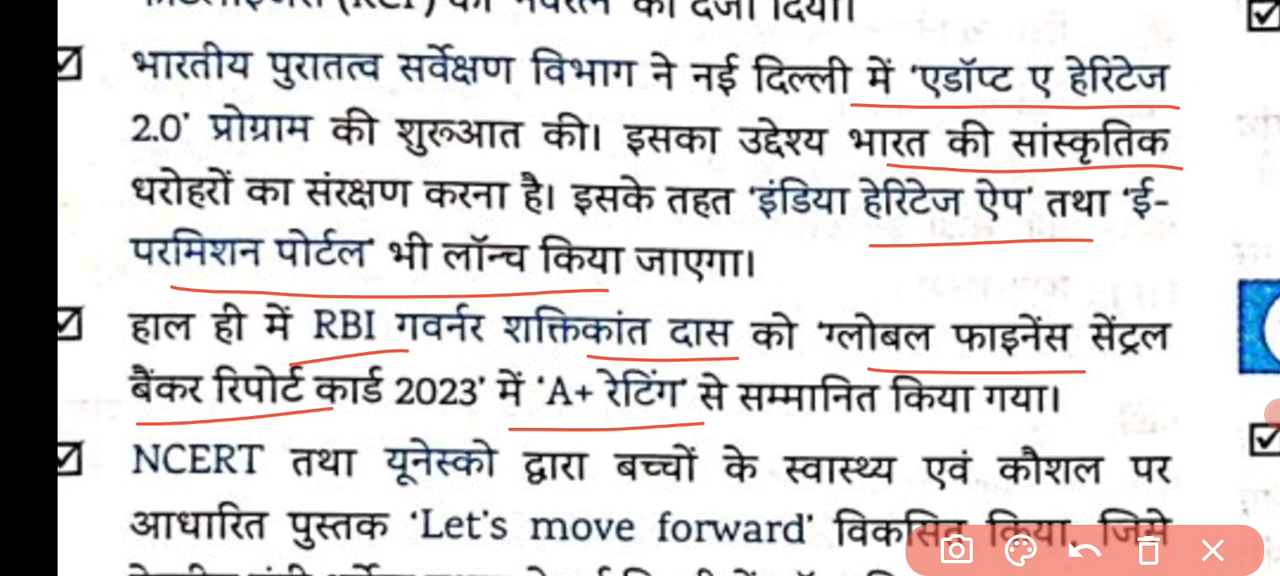 को नवरत्न का दर्जा दिया।
भारतीय पुरातत्व सर्वेक्षण विभाग ने नई दिल्ली में 'एडॉप्ट ए हेरिटेज
2.0' प्रोग्राम की शुरूआत की। इसका उद्देश्य भारत की सांस्कृतिक
धरोहरों का संरक्षण करना है। इसके तहत 'इंडिया हेरिटेज ऐप' तथा 'ई-
परमिशन पोर्टल' भी लॉन्च किया जाएगा।
हाल ही में RBI गवर्नर शक्तिकांत दास को 'ग्लोबल फाइनेंस सेंट्रल
बैंकर रिपोर्ट कार्ड 2023' में 'A+ रेटिंग' से सम्मानित किया गया।
NCERT तथा यूनेस्को द्वारा बच्चों के स्वास्थ्य एवं कौशल पर
आधारित पुस्तक 'Let's move forward' विकसित किया, जिसे